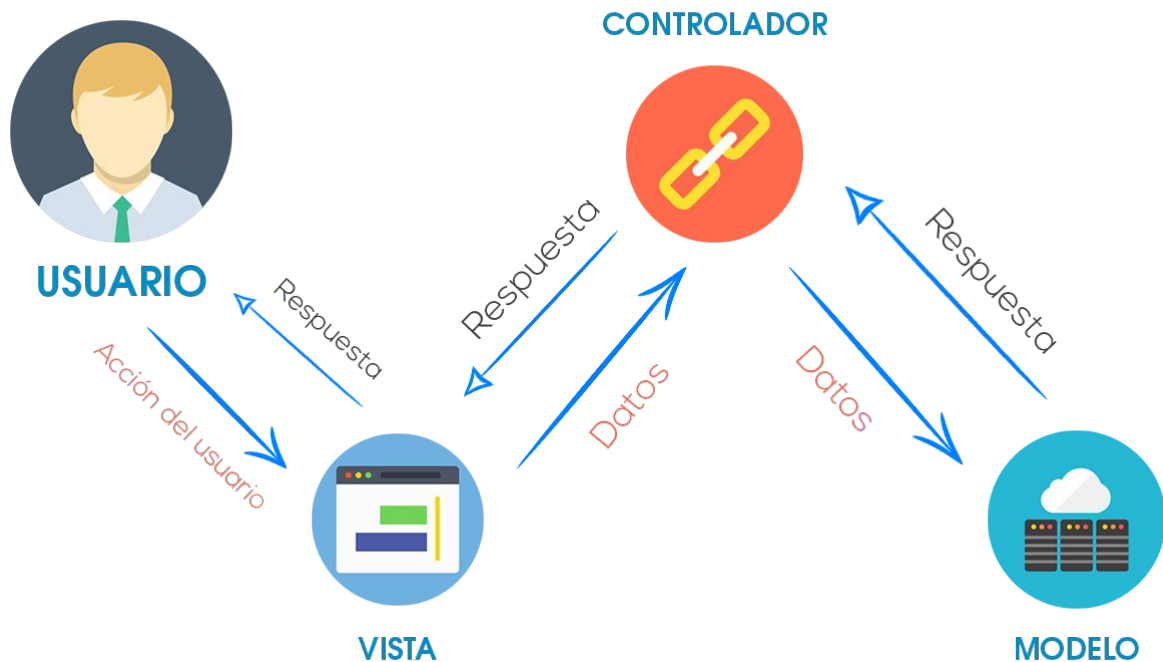 CONTROLADOR
USUARIO
Respuesta
Acción del usuario
Respuesta
Datos
Datos
Respuesta
VISTA
MODELO